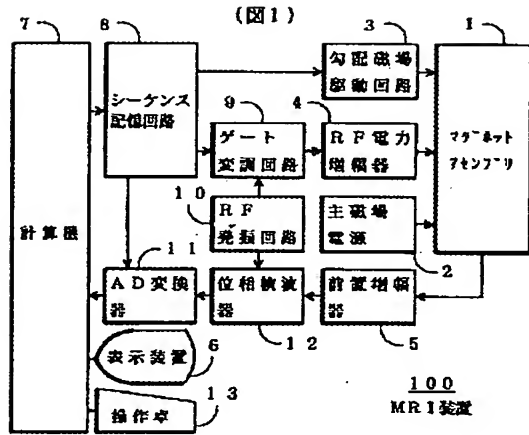 (図1)
7
8
3
1
シーケンス
記憶回路
勾配磁場
駆動回路
9
4
ゲート
変調回路
RF電力
増幅器
マグネット
アセンブリ
10
RF
発振回路
主磁場
電源
計算機
11
2
AD変換
器
位相検波
器
前置増幅
器
表示装置
6
12
5
操作卓
13
100
MRI装置